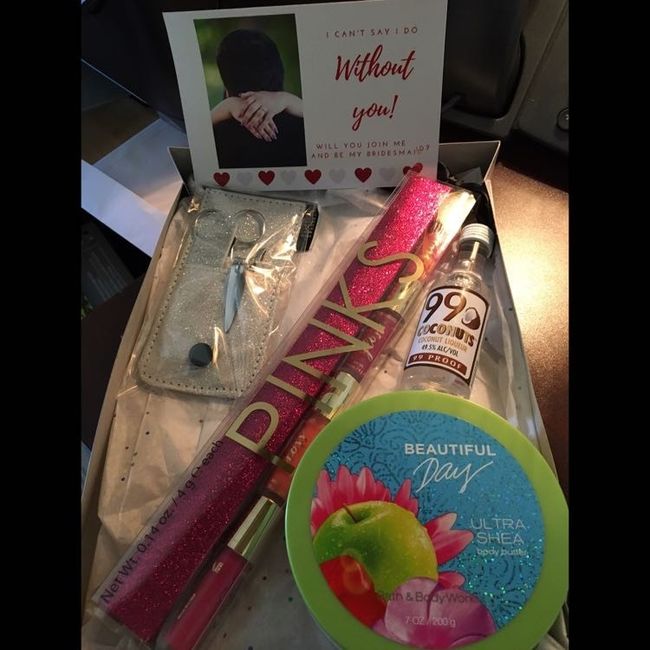 I CAN'T SAY I DO
Without
you!
WILL YOU JOIN ME
AND BE MY BRIDESMAID?
PINKS
Net Wt. 0.14 oz / 4 g e each
99
COCONUTS
COCONUT LIQUEUR
49.5% ALC/VOL
99 PROOF
BEAUTIFUL
Day
ULTRA
SHEA
body butter
Bath & Body Works
7 OZ / 200 g